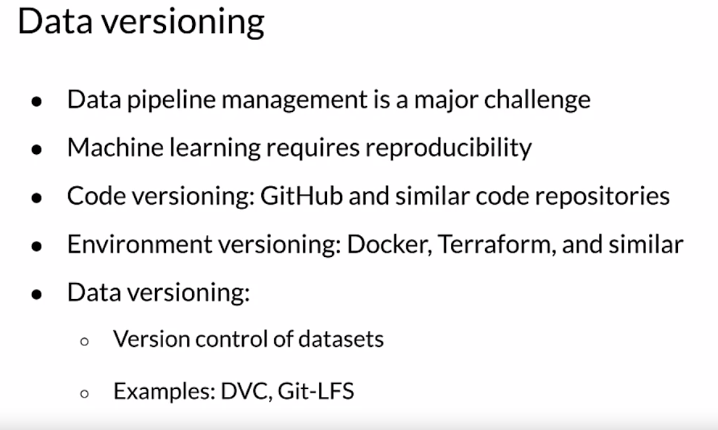 Data versioning
● Data pipeline management is a major challenge
● Machine learning requires reproducibility
● Code versioning: GitHub and similar code repositories
● Environment versioning: Docker, Terraform, and similar
● Data versioning:
○ Version control of datasets
○ Examples: DVC, Git-LFS